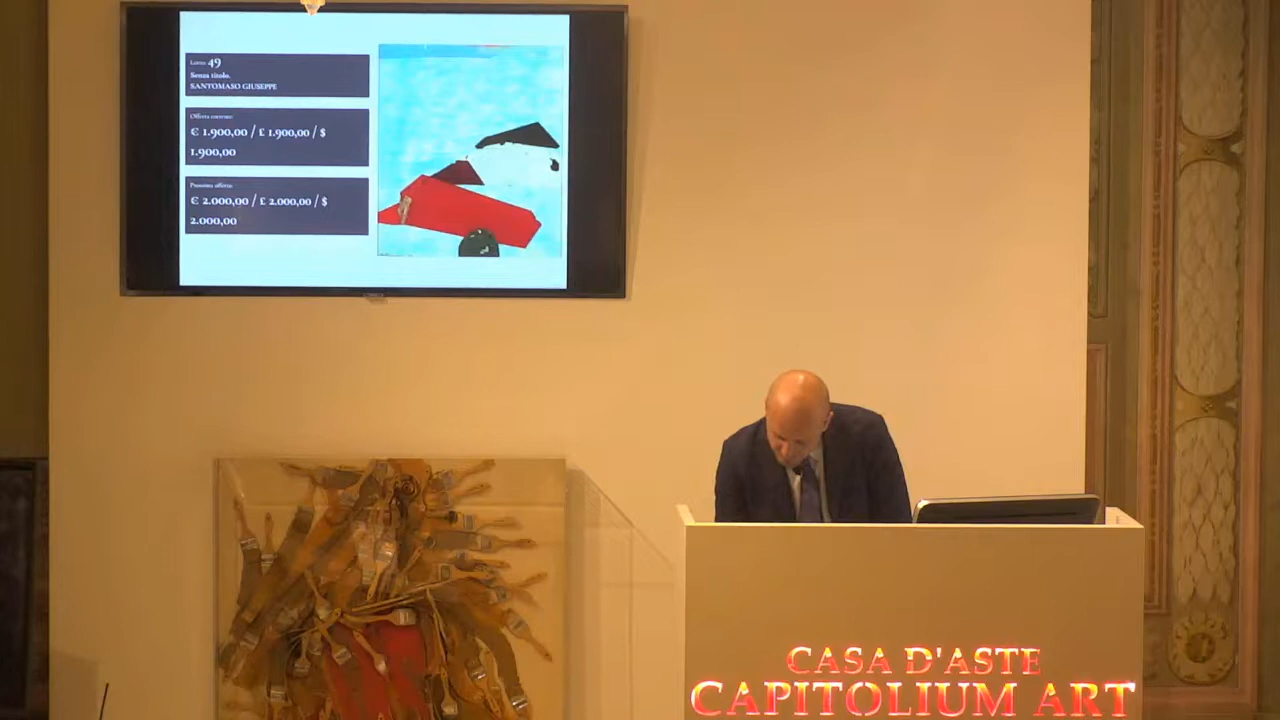 Lotto: 49
Senza titolo.
SANTOMASO GIUSEPPE
Offerta corrente:
€ 1.900,00 / £ 1.900,00 / $
1.900,00
Prossima offerta:
€ 2.000,00 / £ 2.000,00 / $
2.000,00
CASA D'ASTE
CAPITOLIUM ART